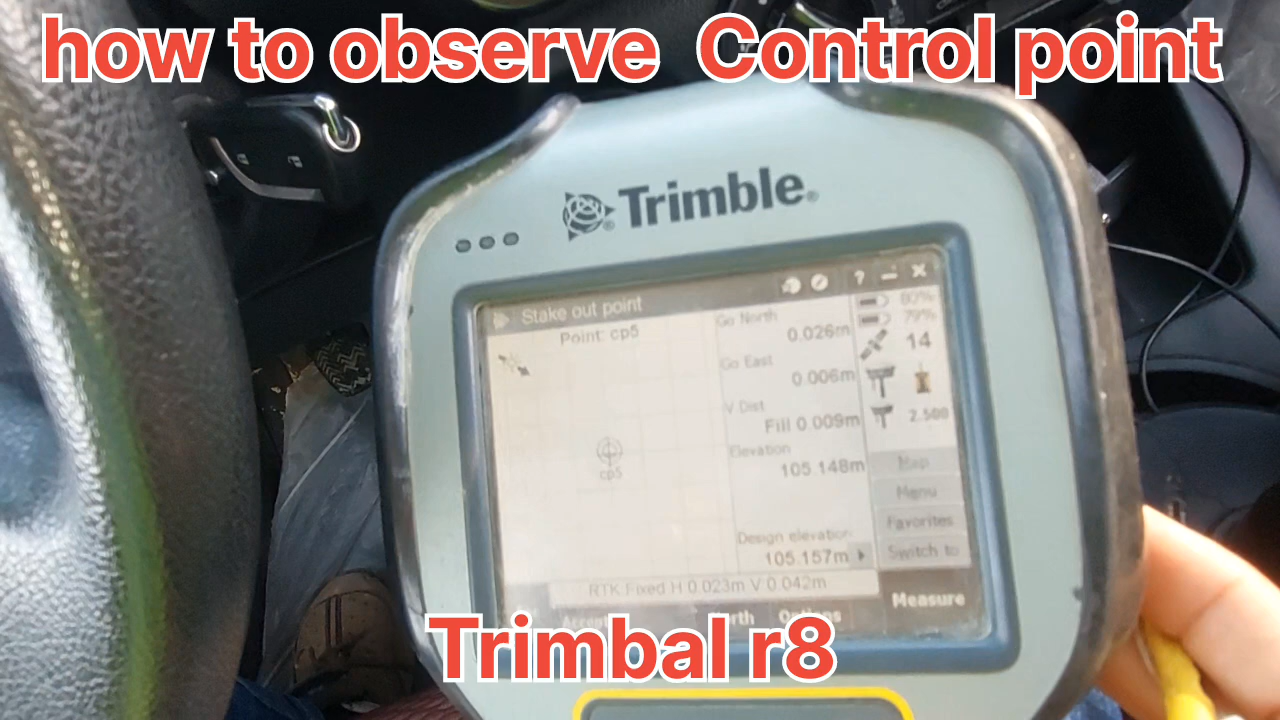 how to observe Control point
Trimble®
Stake out point
?
Point: cp5
Go North
0.026m
80%
79%
14
Go East
0.006m
V Dist
Fill 0.009m
2.500
Elevation
105.148m
cp5
Map
Menu
Favorites
Switch to
Design elevation
105.157m
RTK Fixed H 0.023m V 0.042m
Accept
Options
Measure
Trimbal r8